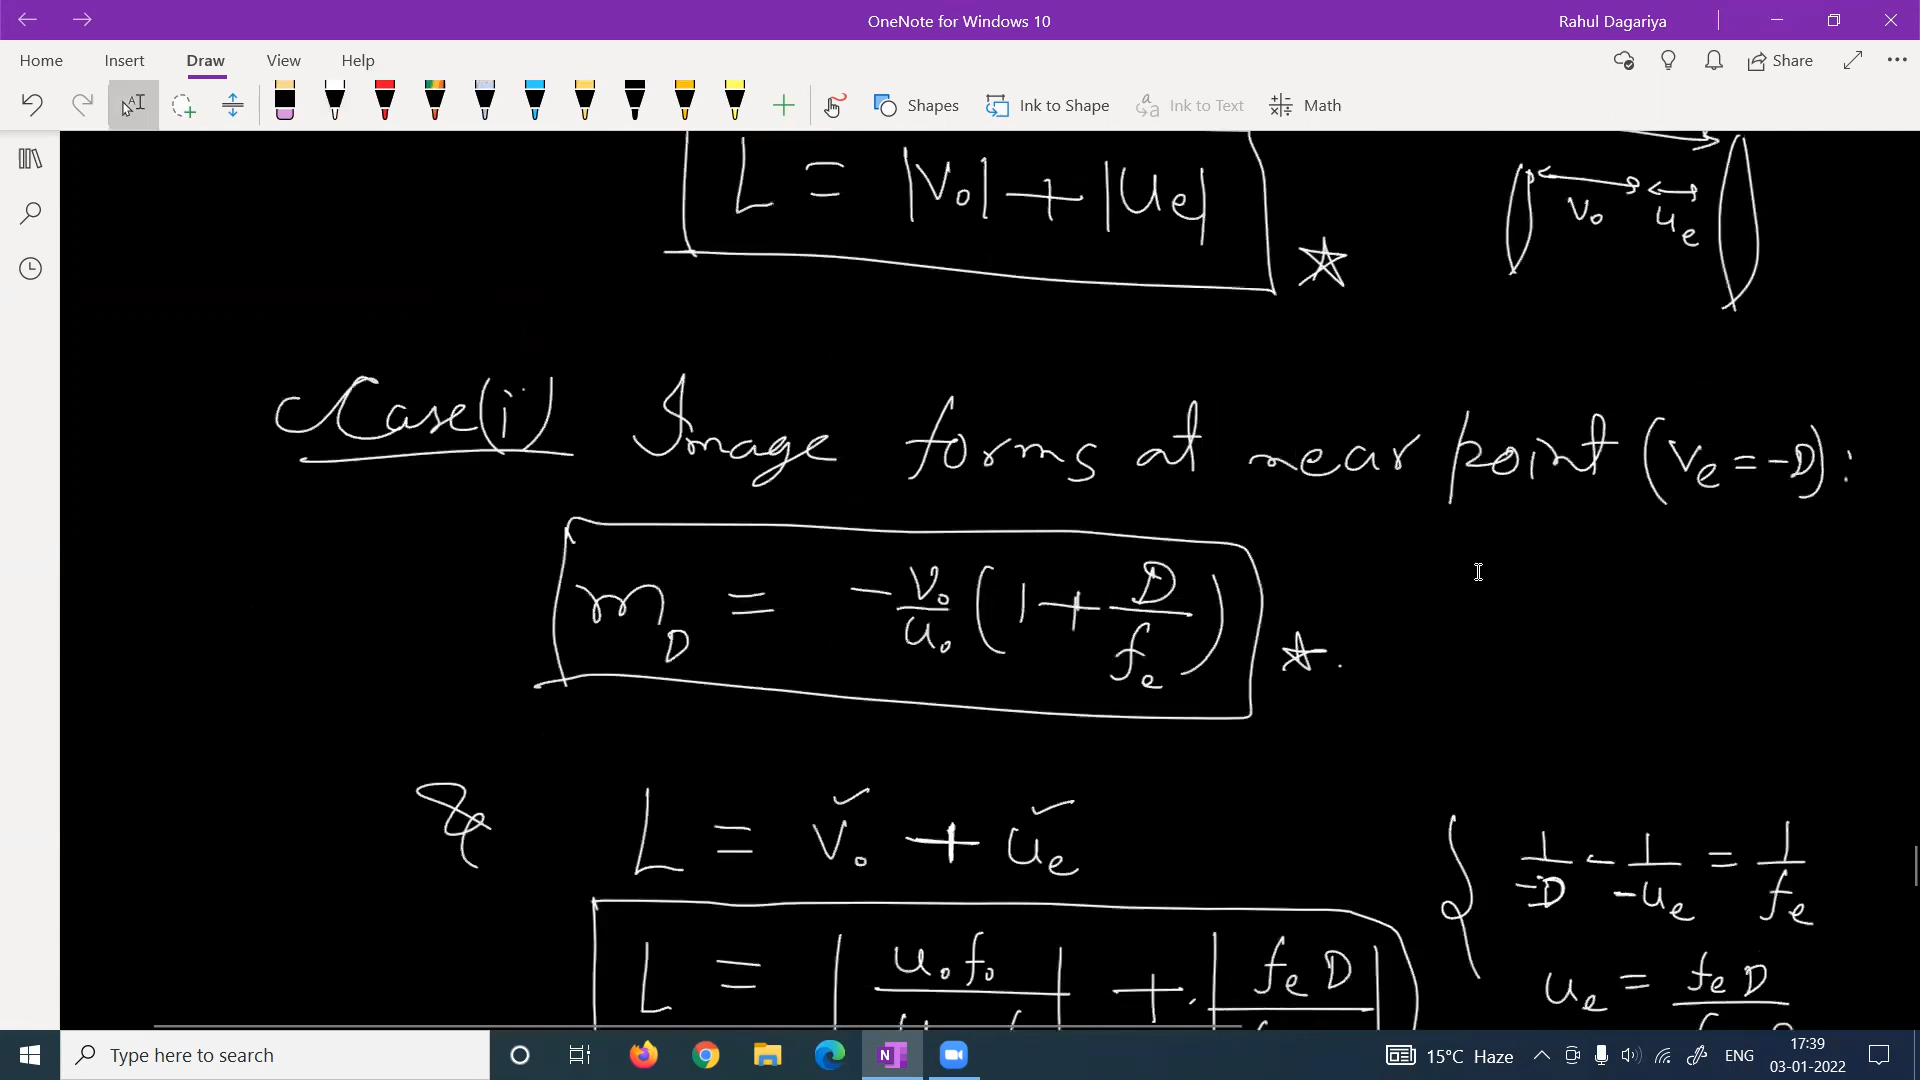 OneNote for Windows 10
Rahul Dagariya
Home Insert Draw View Help
Share
Shapes Ink to Shape Ink to Text Math
L = |V₀| + |Uₑ|
V₀ uₑ
Case(i) Image forms at near point (Vₑ = -D):
m_D = -V₀/u₀ (1 + D/fₑ)
& L = V₀ + uₑ
1/-D - 1/-uₑ = 1/fₑ
L = | u₀f₀ | + | fₑD |
uₑ = fₑD
Type here to search
15°C Haze
ENG
17:39
03-01-2022